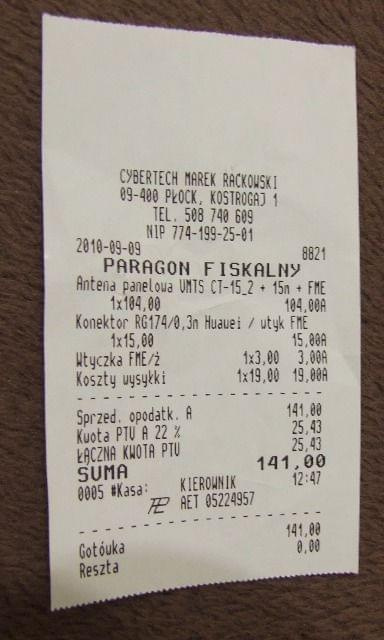 CYBERTECH MAREK RACKOWSKI
09-400 PŁOCK, KOSTROGAJ 1
TEL. 508 740 609
NIP 774-199-25-01
2010-09-09 8821
PARAGON FISKALNY
Antena panelowa UMTS CT-15_2 + 15m + FME
1x104,00 104,00A
Konektor RG174/0,3m Huawei / wtyk FME
1x15,00 15,00A
Wtyczka FME/ż 1x3,00 3,00A
Koszty wysyłki 1x19,00 19,00A
Sprzed. opodatk. A 141,00
Kwota PTU A 22 % 25,43
ŁĄCZNA KWOTA PTU 25,43
SUMA 141,00
0005 #Kasa: KIEROWNIK 12:47
AET 05224957
Gotówka 141,00
Reszta 0,00